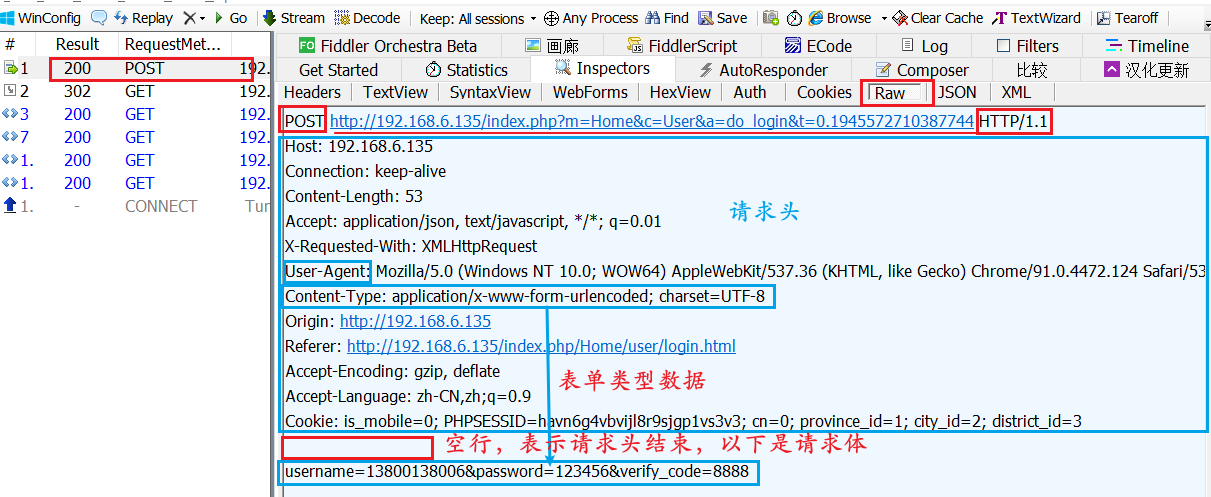 WinConfig Replay Go Stream Decode Keep: All sessions Any Process Find Save Browse Clear Cache TextWizard Tearoff
# Result RequestMet...
1 200 POST 192.
2 302 GET 192.
3 200 GET 192.
7 200 GET 192.
1. 200 GET 192.
1. 200 GET 192.
1. - CONNECT Tur
FO Fiddler Orchestra Beta 画廊 FiddlerScript ECode Log Filters Timeline
Get Started Statistics Inspectors AutoResponder Composer 比较 汉化更新
Headers TextView SyntaxView WebForms HexView Auth Cookies Raw JSON XML
POST http://192.168.6.135/index.php?m=Home&c=User&a=do_login&t=0.1945572710387744 HTTP/1.1
Host: 192.168.6.135
Connection: keep-alive
Content-Length: 53
Accept: application/json, text/javascript, */*; q=0.01
请求头
X-Requested-With: XMLHttpRequest
User-Agent: Mozilla/5.0 (Windows NT 10.0; WOW64) AppleWebKit/537.36 (KHTML, like Gecko) Chrome/91.0.4472.124 Safari/53
Content-Type: application/x-www-form-urlencoded; charset=UTF-8
Origin: http://192.168.6.135
Referer: http://192.168.6.135/index.php/Home/user/login.html
Accept-Encoding: gzip, deflate
表单类型数据
Accept-Language: zh-CN,zh;q=0.9
Cookie: is_mobile=0; PHPSESSID=havn6g4vbvijl8r9sjgp1vs3v3; cn=0; province_id=1; city_id=2; district_id=3
空行，表示请求头结束，以下是请求体
username=13800138006&password=123456&verify_code=8888